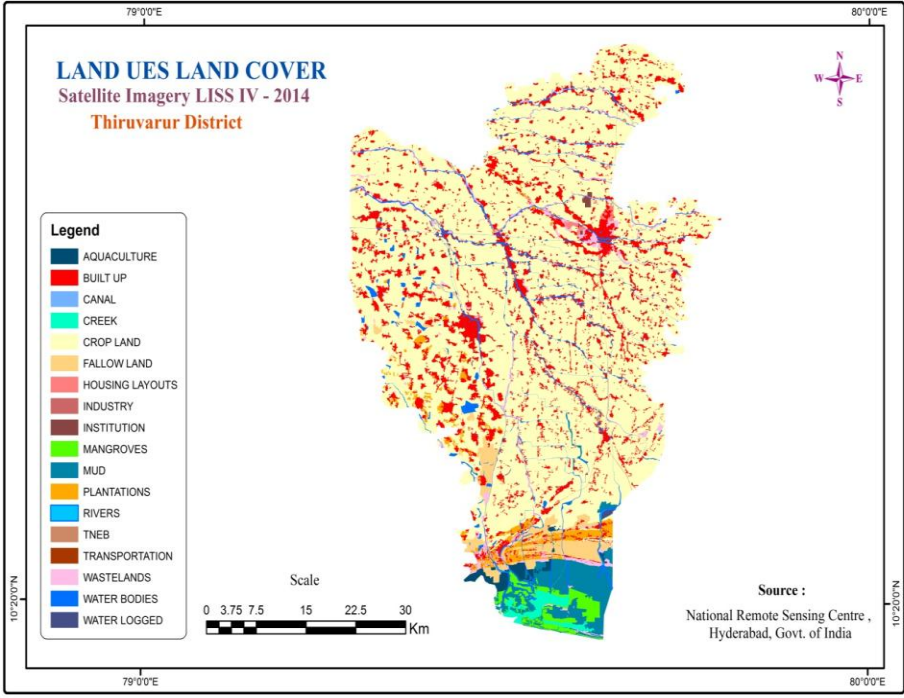 79°0'0"E
80°0'0"E
LAND UES LAND COVER
Satellite Imagery LISS IV - 2014
Thiruvarur District
N
W E
S
Legend
AQUACULTURE
BUILT UP
CANAL
CREEK
CROP LAND
FALLOW LAND
HOUSING LAYOUTS
INDUSTRY
INSTITUTION
MANGROVES
MUD
PLANTATIONS
RIVERS
TNEB
TRANSPORTATION
WASTELANDS
WATER BODIES
WATER LOGGED
10°20'0"N
Scale
0 3.75 7.5 15 22.5 30
Km
Source :
National Remote Sensing Centre ,
Hyderabad, Govt. of India
10°20'0"N
79°0'0"E
80°0'0"E